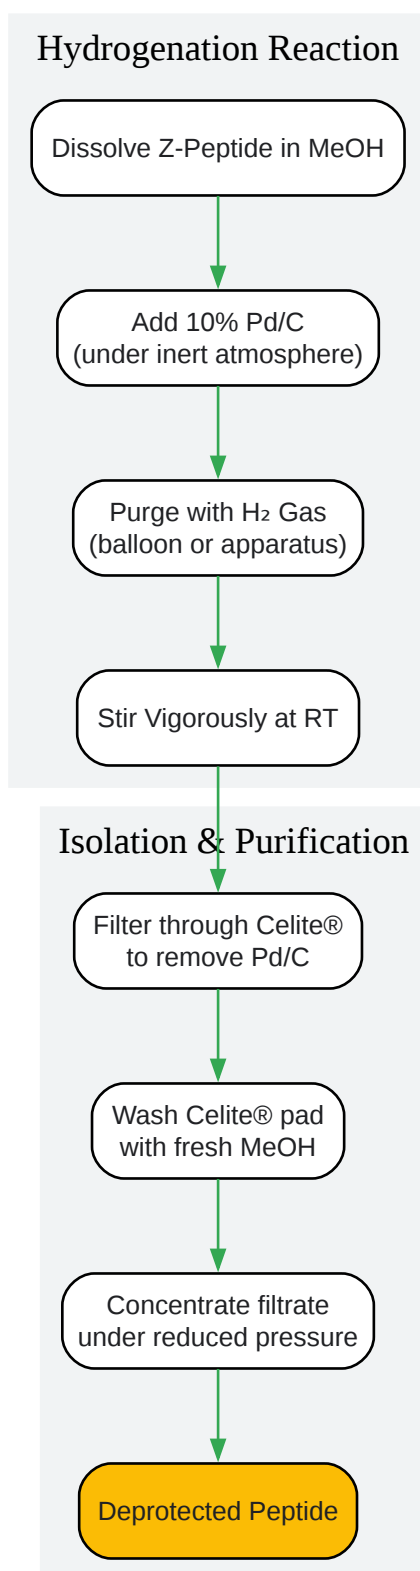 Hydrogenation Reaction
Dissolve Z-Peptide in MeOH
Add 10% Pd/C
(under inert atmosphere)
Purge with H₂ Gas
(balloon or apparatus)
Stir Vigorously at RT
Isolation & Purification
Filter through Celite®
to remove Pd/C
Wash Celite® pad
with fresh MeOH
Concentrate filtrate
under reduced pressure
Deprotected Peptide